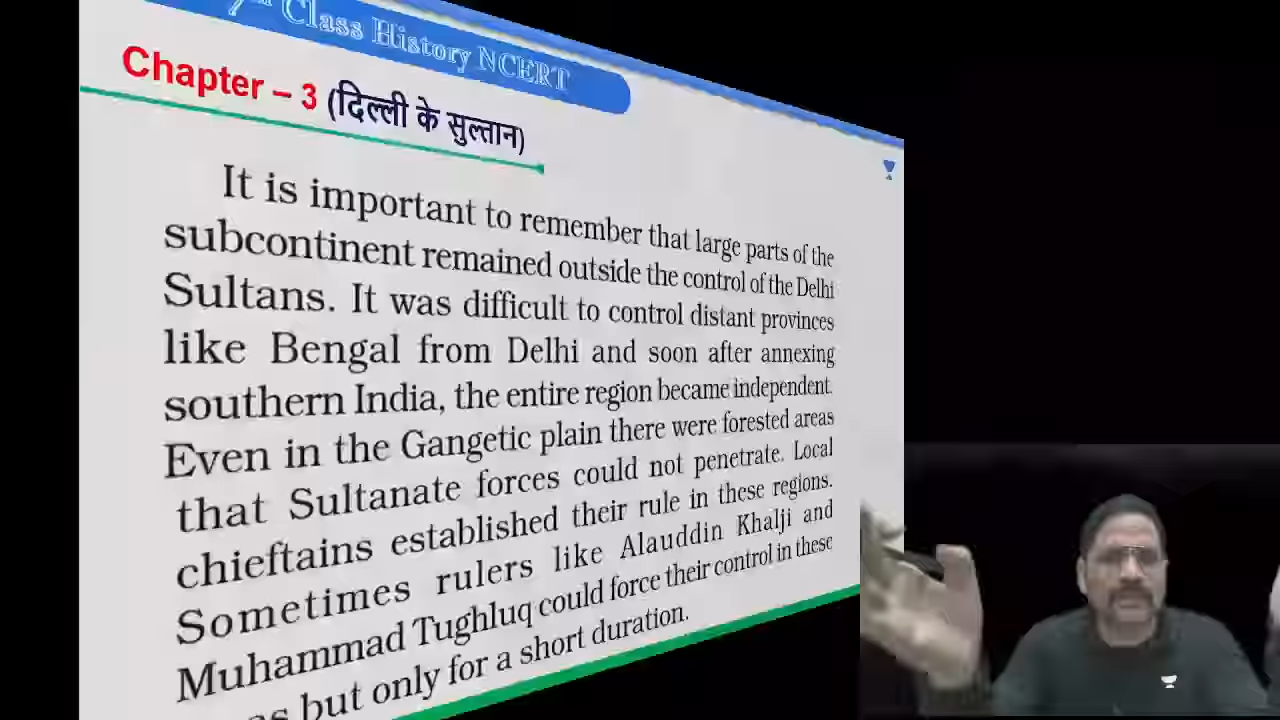 7th Class History NCERT
Chapter – 3 (दिल्ली के सुल्तान)
It is important to remember that large parts of the
subcontinent remained outside the control of the Delhi
Sultans. It was difficult to control distant provinces
like Bengal from Delhi and soon after annexing
southern India, the entire region became independent.
Even in the Gangetic plain there were forested areas
that Sultanate forces could not penetrate. Local
chieftains established their rule in these regions.
Sometimes rulers like Alauddin Khalji and
Muhammad Tughluq could force their control in these
but only for a short duration.